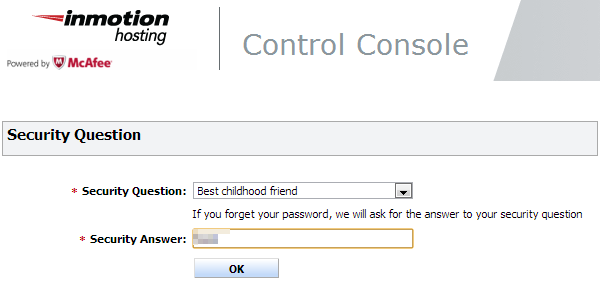 inmotion
hosting
Powered by McAfee
Control Console
Security Question
* Security Question: Best childhood friend
If you forget your password, we will ask for the answer to your security question
* Security Answer:
OK